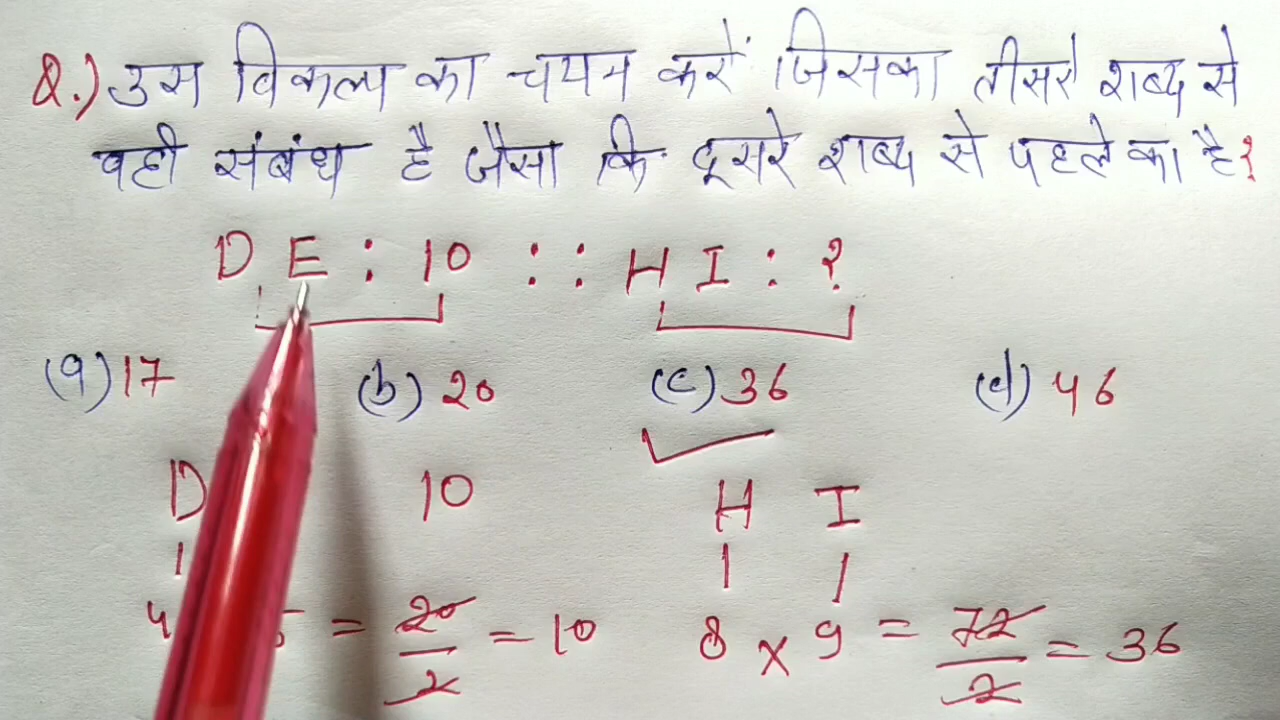 Q.) उस विकल्प का चयन करें जिसका तीसरे शब्द से
वही संबंध है जैसा कि दूसरे शब्द से पहले का है?
D E : 10 : : H I : ?
(a) 17 (b) 20 (c) 36 (d) 46
D 10 H I
4 = 20/2 = 10 8 × 9 = 72/2 = 36